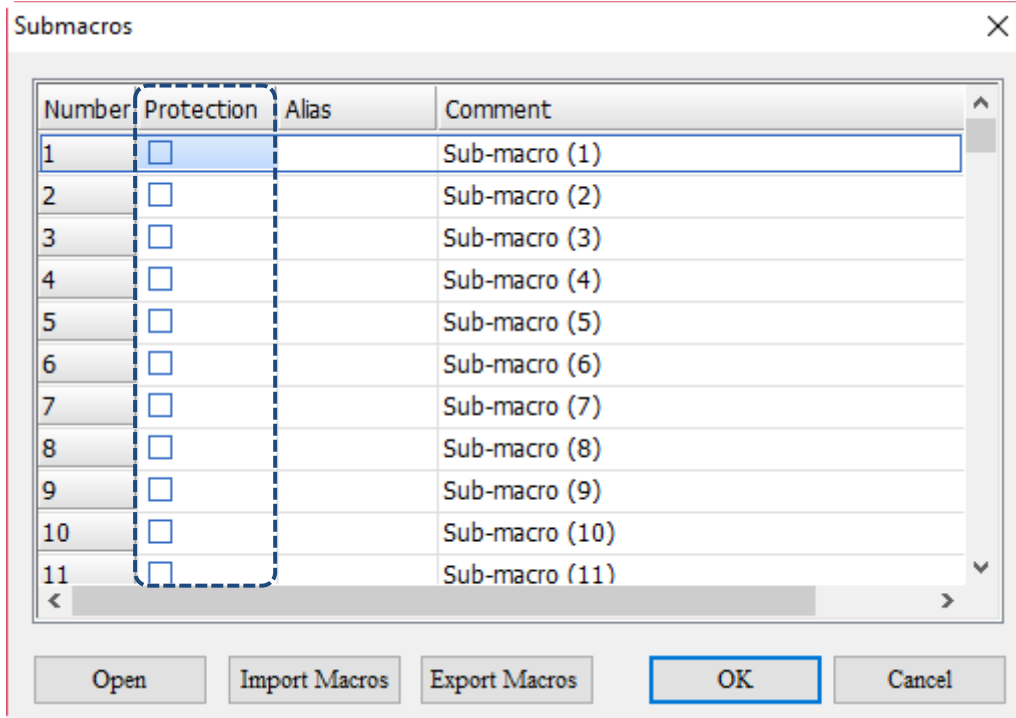 Submacros
Number Protection Alias Comment
1 Sub-macro (1)
2 Sub-macro (2)
3 Sub-macro (3)
4 Sub-macro (4)
5 Sub-macro (5)
6 Sub-macro (6)
7 Sub-macro (7)
8 Sub-macro (8)
9 Sub-macro (9)
10 Sub-macro (10)
11 Sub-macro (11)
Open Import Macros Export Macros OK Cancel